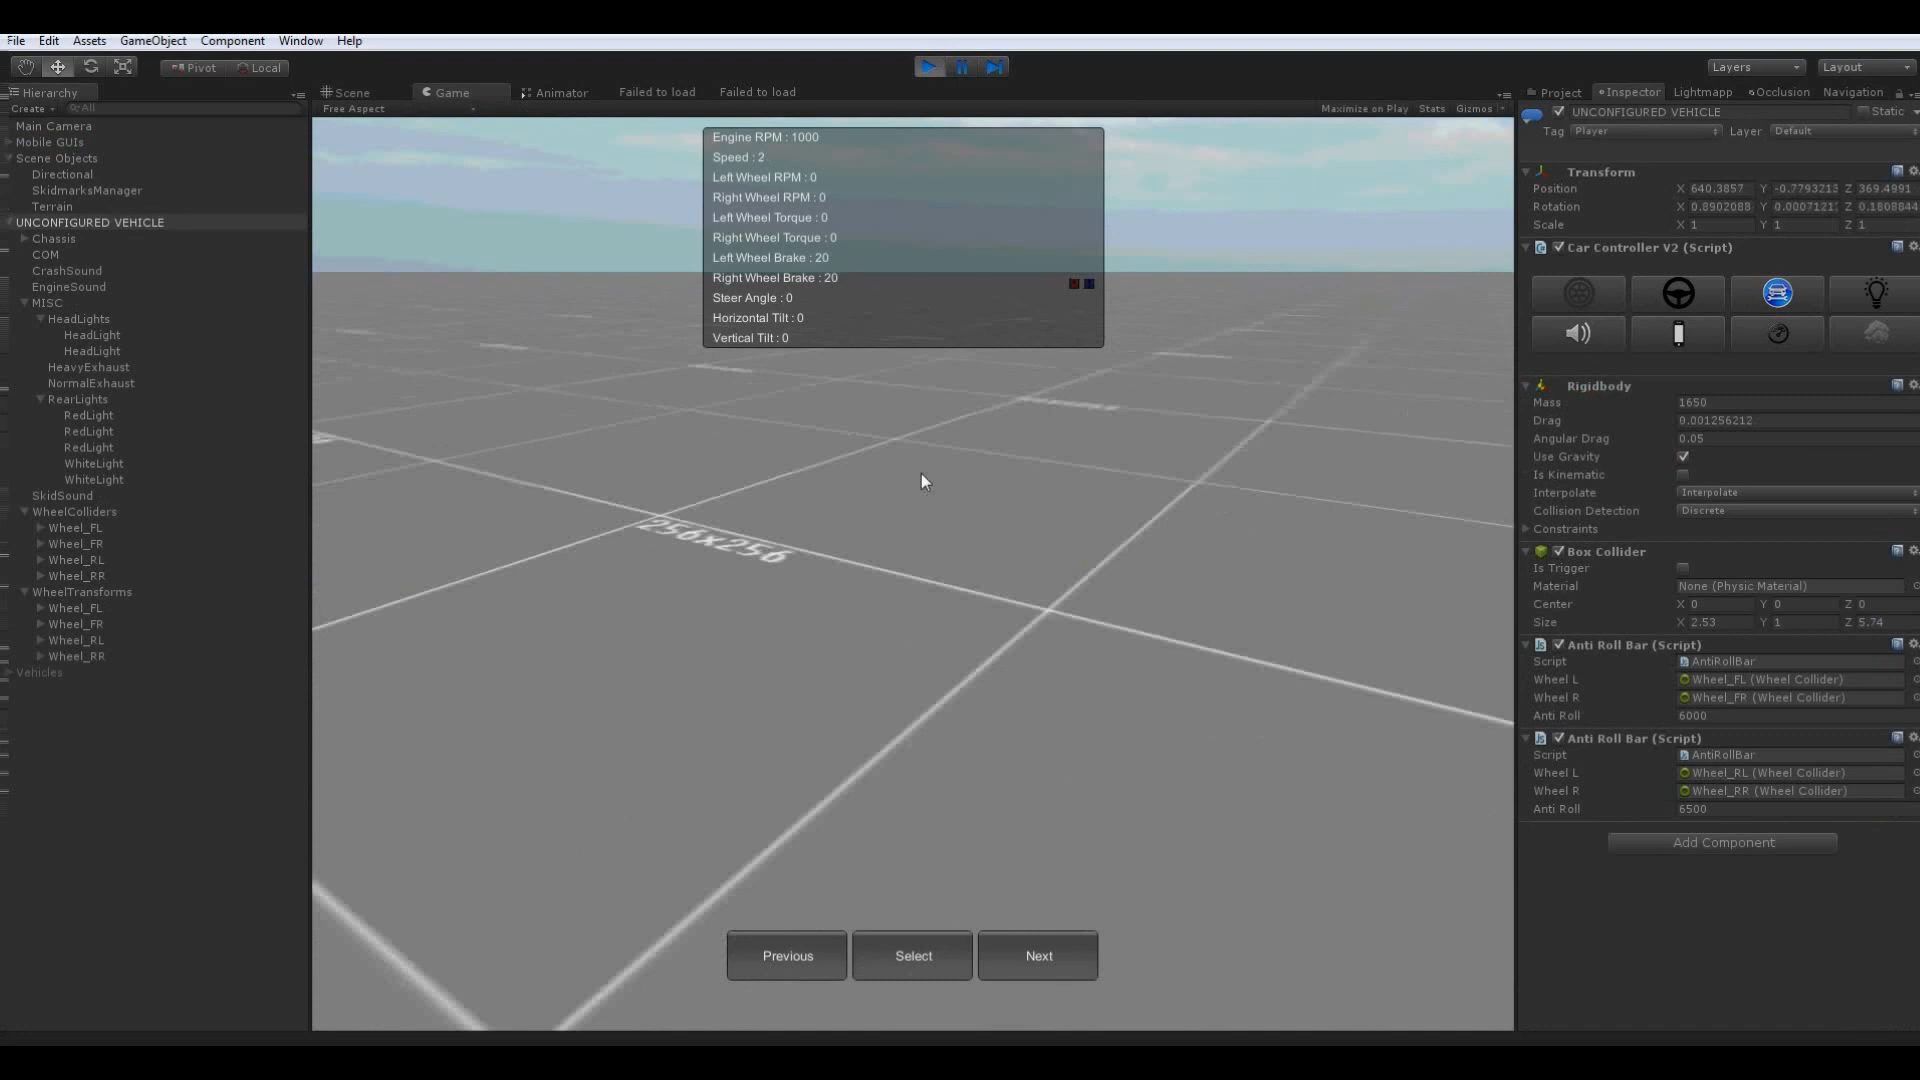 File Edit Assets GameObject Component Window Help
Pivot Local Layers Layout
Hierarchy
Create All
Main Camera
Mobile GUIs
Scene Objects
Directional
SkidmarksManager
Terrain
UNCONFIGURED VEHICLE
Chassis
COM
CrashSound
EngineSound
MISC
HeadLights
HeadLight
HeadLight
HeavyExhaust
NormalExhaust
RearLights
RedLight
RedLight
RedLight
WhiteLight
WhiteLight
SkidSound
WheelColliders
Wheel_FL
Wheel_FR
Wheel_RL
Wheel_RR
WheelTransforms
Wheel_FL
Wheel_FR
Wheel_RL
Wheel_RR
Vehicles
Scene Game Animator Failed to load Failed to load
Free Aspect Maximize on Play Stats Gizmos
Engine RPM : 1000
Speed : 2
Left Wheel RPM : 0
Right Wheel RPM : 0
Left Wheel Torque : 0
Right Wheel Torque : 0
Left Wheel Brake : 20
Right Wheel Brake : 20
Steer Angle : 0
Horizontal Tilt : 0
Vertical Tilt : 0
256x256
Previous Select Next
Project Inspector Lightmapp Occlusion Navigation
UNCONFIGURED VEHICLE Static
Tag Player Layer Default
Transform
Position X 640.3857 Y -0.779321 Z 369.4991
Rotation X 0.8902088 Y 0.0007121 Z 0.1808844
Scale X 1 Y 1 Z 1
Car Controller V2 (Script)
Rigidbody
Mass 1650
Drag 0.001256212
Angular Drag 0.05
Use Gravity
Is Kinematic
Interpolate Interpolate
Collision Detection Discrete
Constraints
Box Collider
Is Trigger
Material None (Physic Material)
Center X 0 Y 0 Z 0
Size X 2.53 Y 1 Z 5.74
Anti Roll Bar (Script)
Script AntiRollBar
Wheel L Wheel_FL (Wheel Collider)
Wheel R Wheel_FR (Wheel Collider)
Anti Roll 6000
Anti Roll Bar (Script)
Script AntiRollBar
Wheel L Wheel_RL (Wheel Collider)
Wheel R Wheel_RR (Wheel Collider)
Anti Roll 6500
Add Component